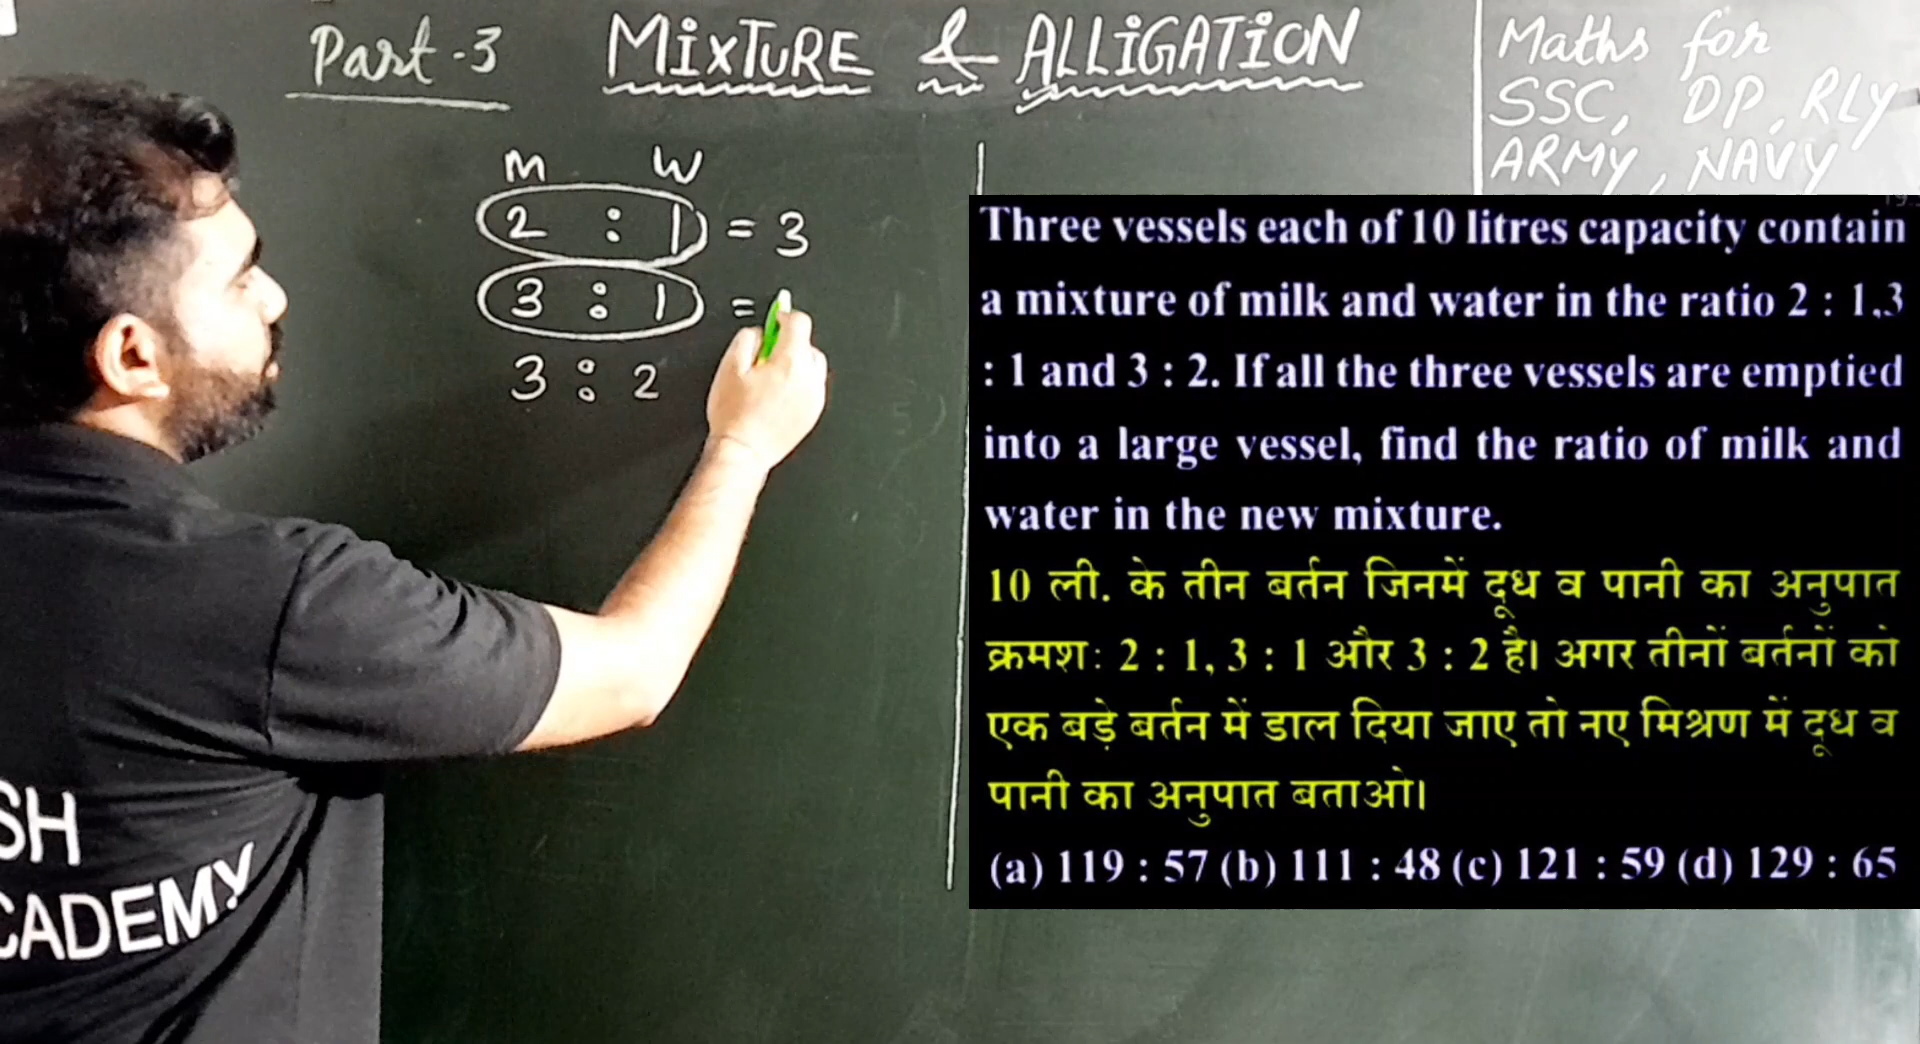 Part-3 MixTURE & ALLiGATiON
Maths for
SSC, DP, RLY
ARMY, NAVY
M W
2 : 1 = 3
3 : 1 =
3 : 2
Three vessels each of 10 litres capacity contain
a mixture of milk and water in the ratio 2 : 1,3
: 1 and 3 : 2. If all the three vessels are emptied
into a large vessel, find the ratio of milk and
water in the new mixture.
10 ली. के तीन बर्तन जिनमें दूध व पानी का अनुपात
क्रमश: 2 : 1, 3 : 1 और 3 : 2 है। अगर तीनों बर्तनों को
एक बड़े बर्तन में डाल दिया जाए तो नए मिश्रण में दूध व
पानी का अनुपात बताओ।
(a) 119 : 57 (b) 111 : 48 (c) 121 : 59 (d) 129 : 65
SH
CADEMY